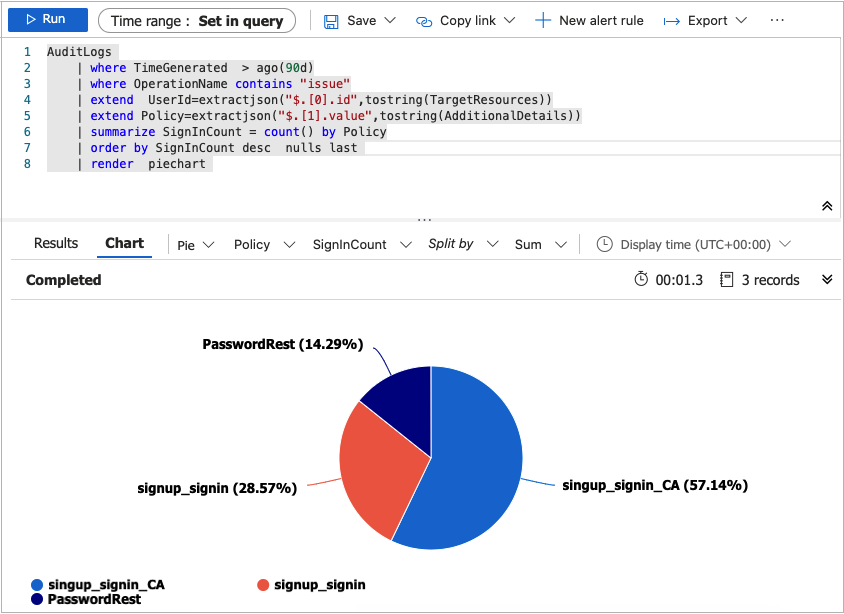 Run
Time range : Set in query
Save
Copy link
New alert rule
Export
...
1 AuditLogs
2 | where TimeGenerated > ago(90d)
3 | where OperationName contains "issue"
4 | extend UserId=extractjson("$.[0].id",tostring(TargetResources))
5 | extend Policy=extractjson("$.[1].value",tostring(AdditionalDetails))
6 | summarize SignInCount = count() by Policy
7 | order by SignInCount desc nulls last
8 | render piechart
Results
Chart
Pie
Policy
SignInCount
Split by
Sum
Display time (UTC+00:00)
Completed
00:01.3
3 records
PasswordRest (14.29%)
signup_signin (28.57%)
singup_signin_CA (57.14%)
singup_signin_CA
signup_signin
PasswordRest